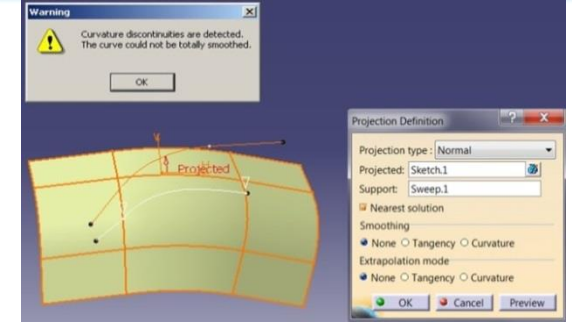 Warning
Curvature discontinuities are detected.
The curve could not be totally smoothed.
OK
Projected
Projection Definition
Projection type : Normal
Projected: Sketch.1
Support: Sweep.1
Nearest solution
Smoothing
None Tangency Curvature
Extrapolation mode
None Tangency Curvature
OK Cancel Preview